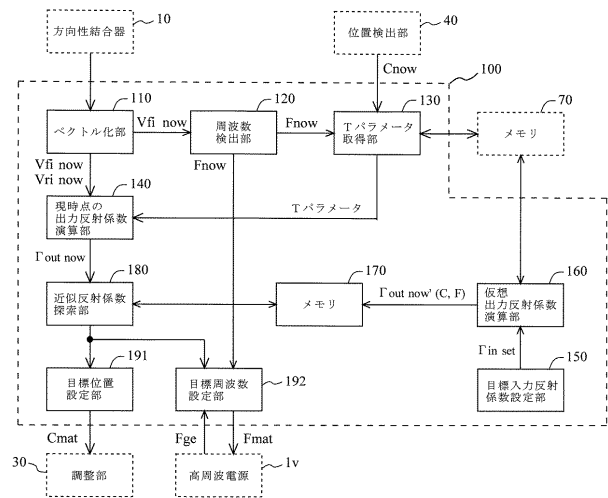 10
方向性結合器
40
位置検出部
Cnow
100
110
ベクトル化部
Vfi now
120
周波数
検出部
Fnow
130
Tパラメータ
取得部
70
メモリ
Vfi now
Vri now
Fnow
140
現時点の
出力反射係数
演算部
Tパラメータ
Γout now
180
近似反射係数
探索部
170
メモリ
Γout now' (C, F)
160
仮想
出力反射係数
演算部
Γin set
191
目標位置
設定部
目標周波数
設定部
192
150
目標入力反射
係数設定部
Cmat
Fge
Fmat
30
調整部
高周波電源
1v